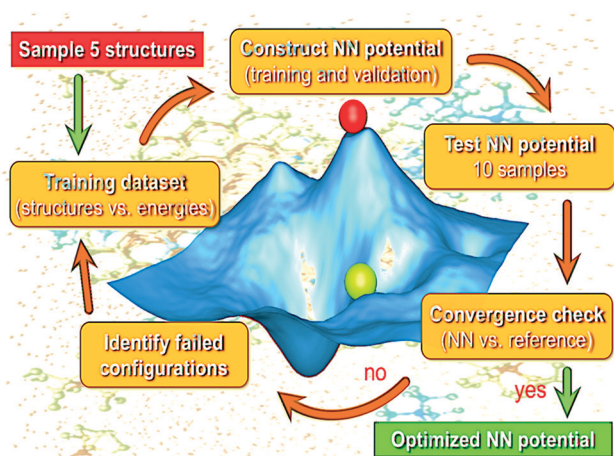 Sample 5 structures
Construct NN potential
(training and validation)
Test NN potential
10 samples
Training dataset
(structures vs. energies)
Convergence check
(NN vs. reference)
Identify failed
configurations
no
yes
Optimized NN potential